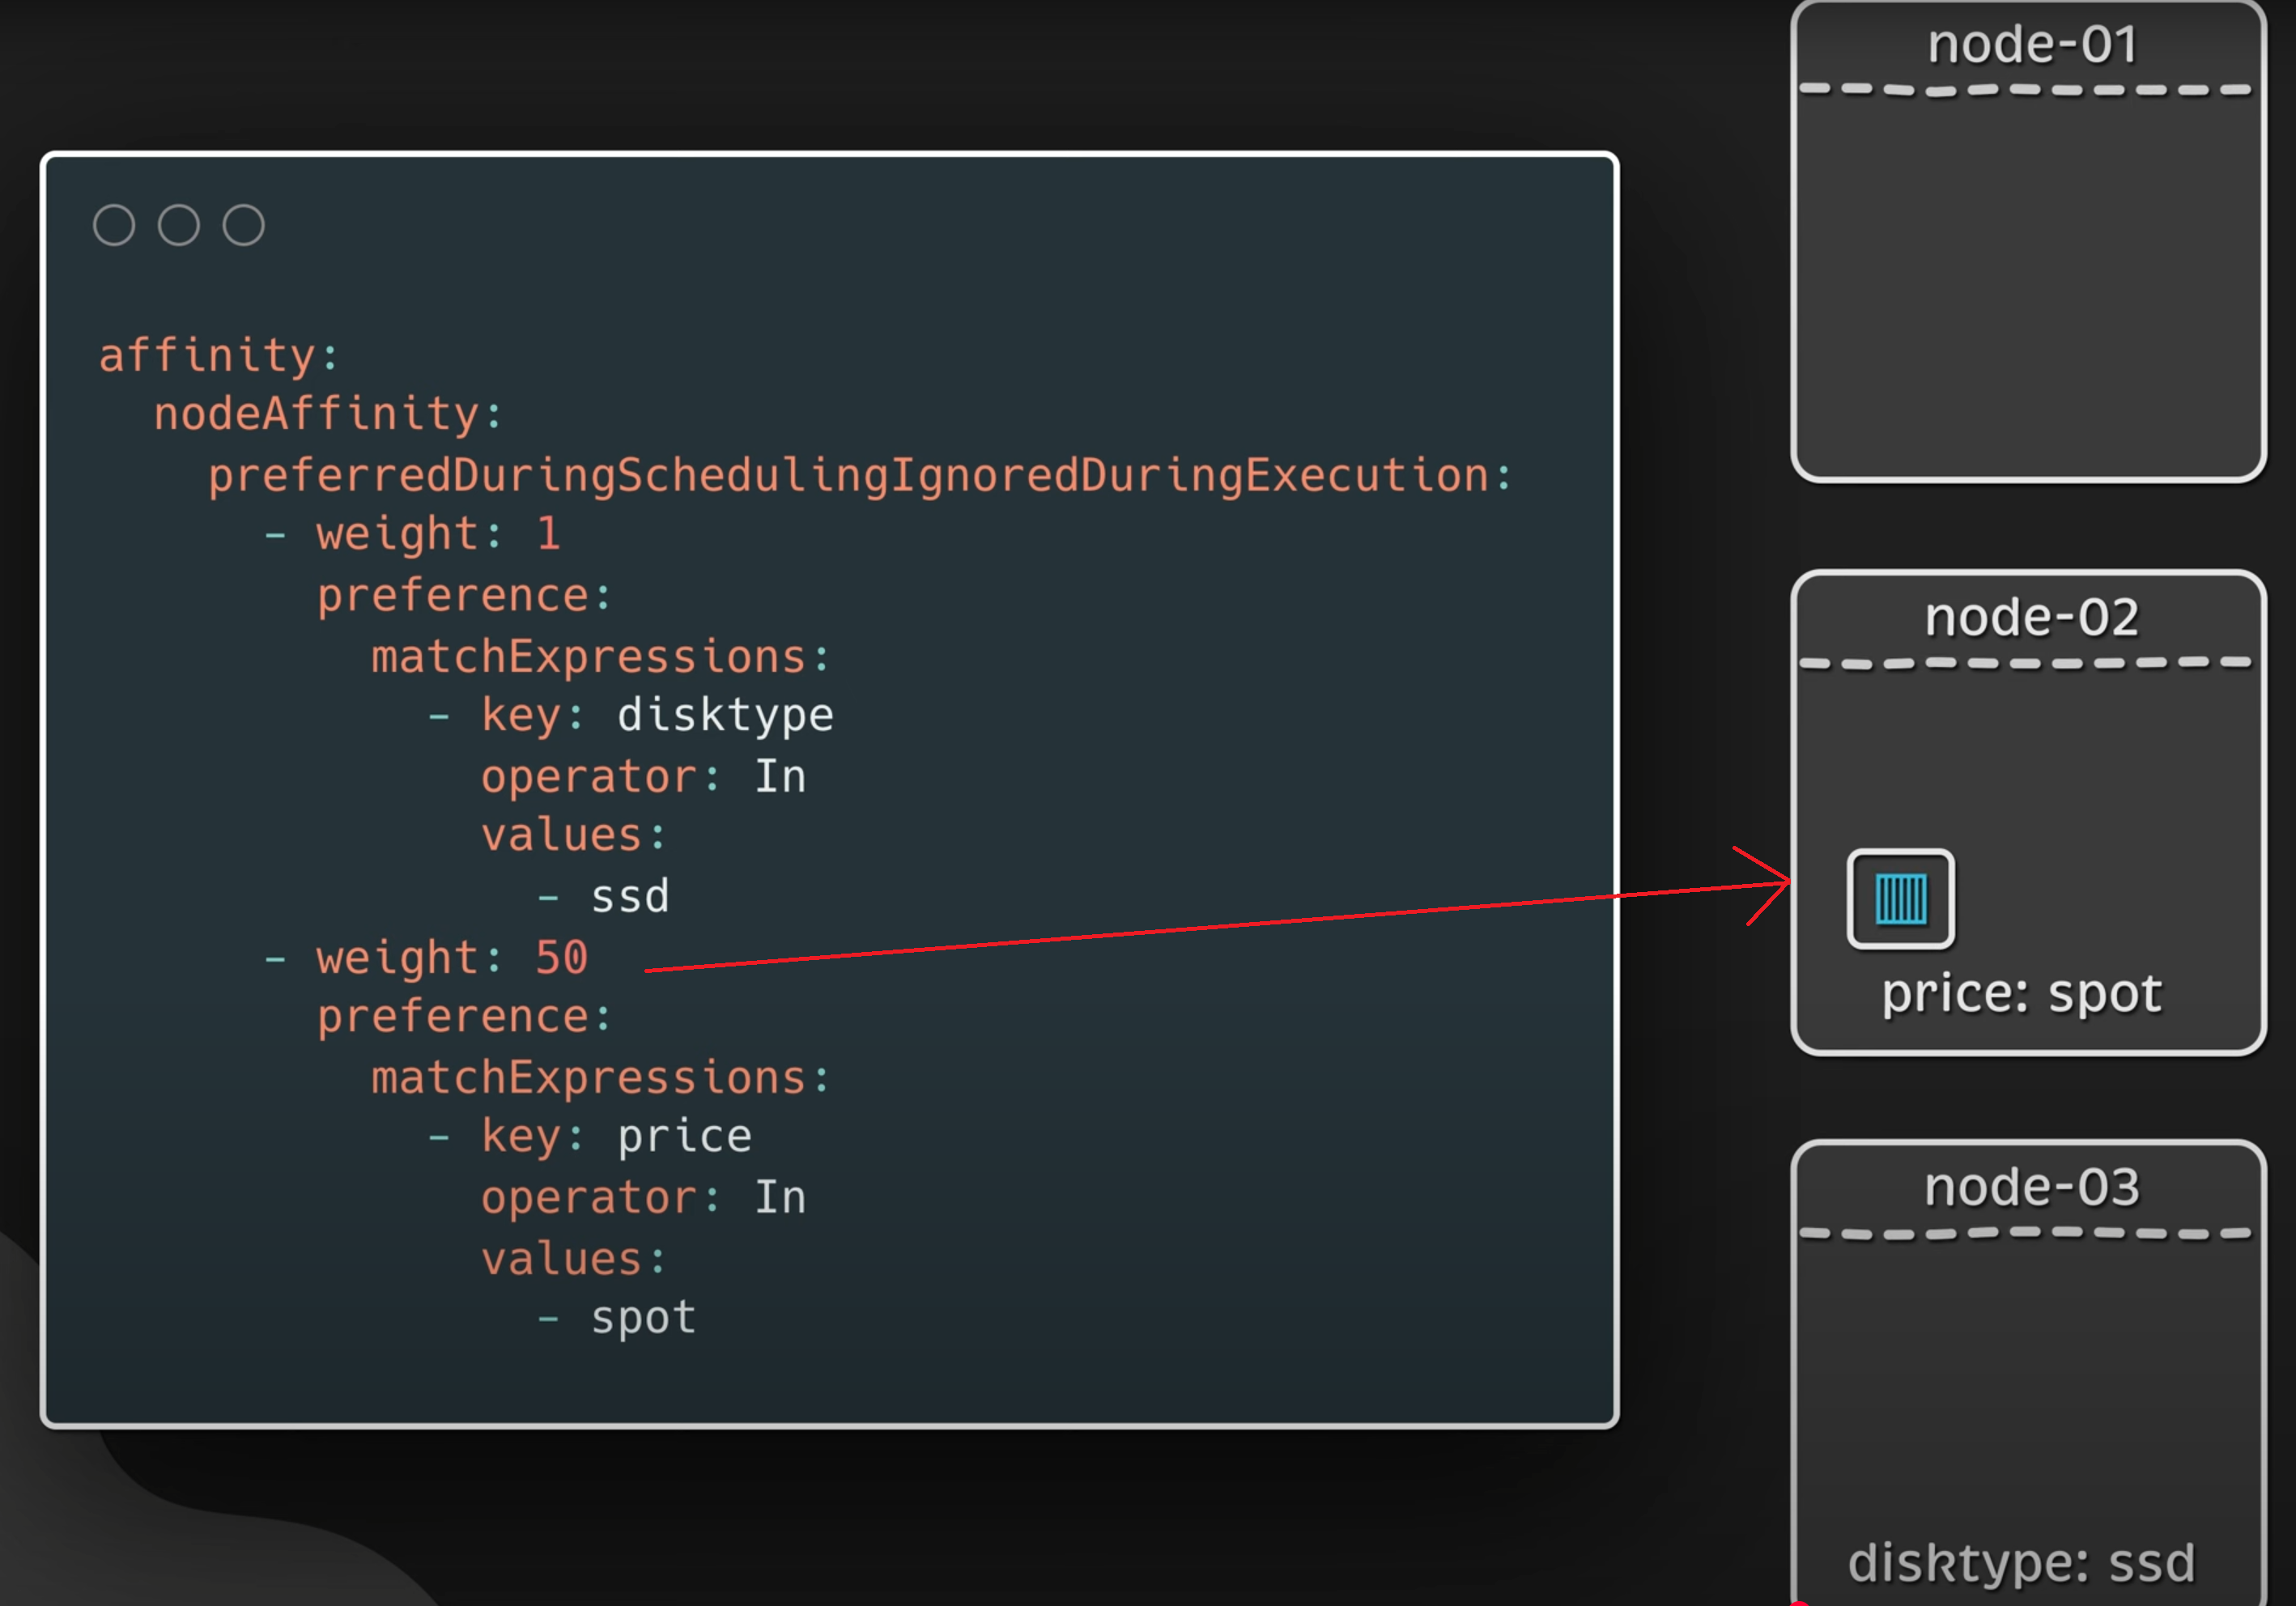 affinity:
  nodeAffinity:
    preferredDuringSchedulingIgnoredDuringExecution:
      - weight: 1
        preference:
          matchExpressions:
            - key: disktype
              operator: In
              values:
                - ssd
      - weight: 50
        preference:
          matchExpressions:
            - key: price
              operator: In
              values:
                - spot
node-01
node-02
price: spot
node-03
disktype: ssd